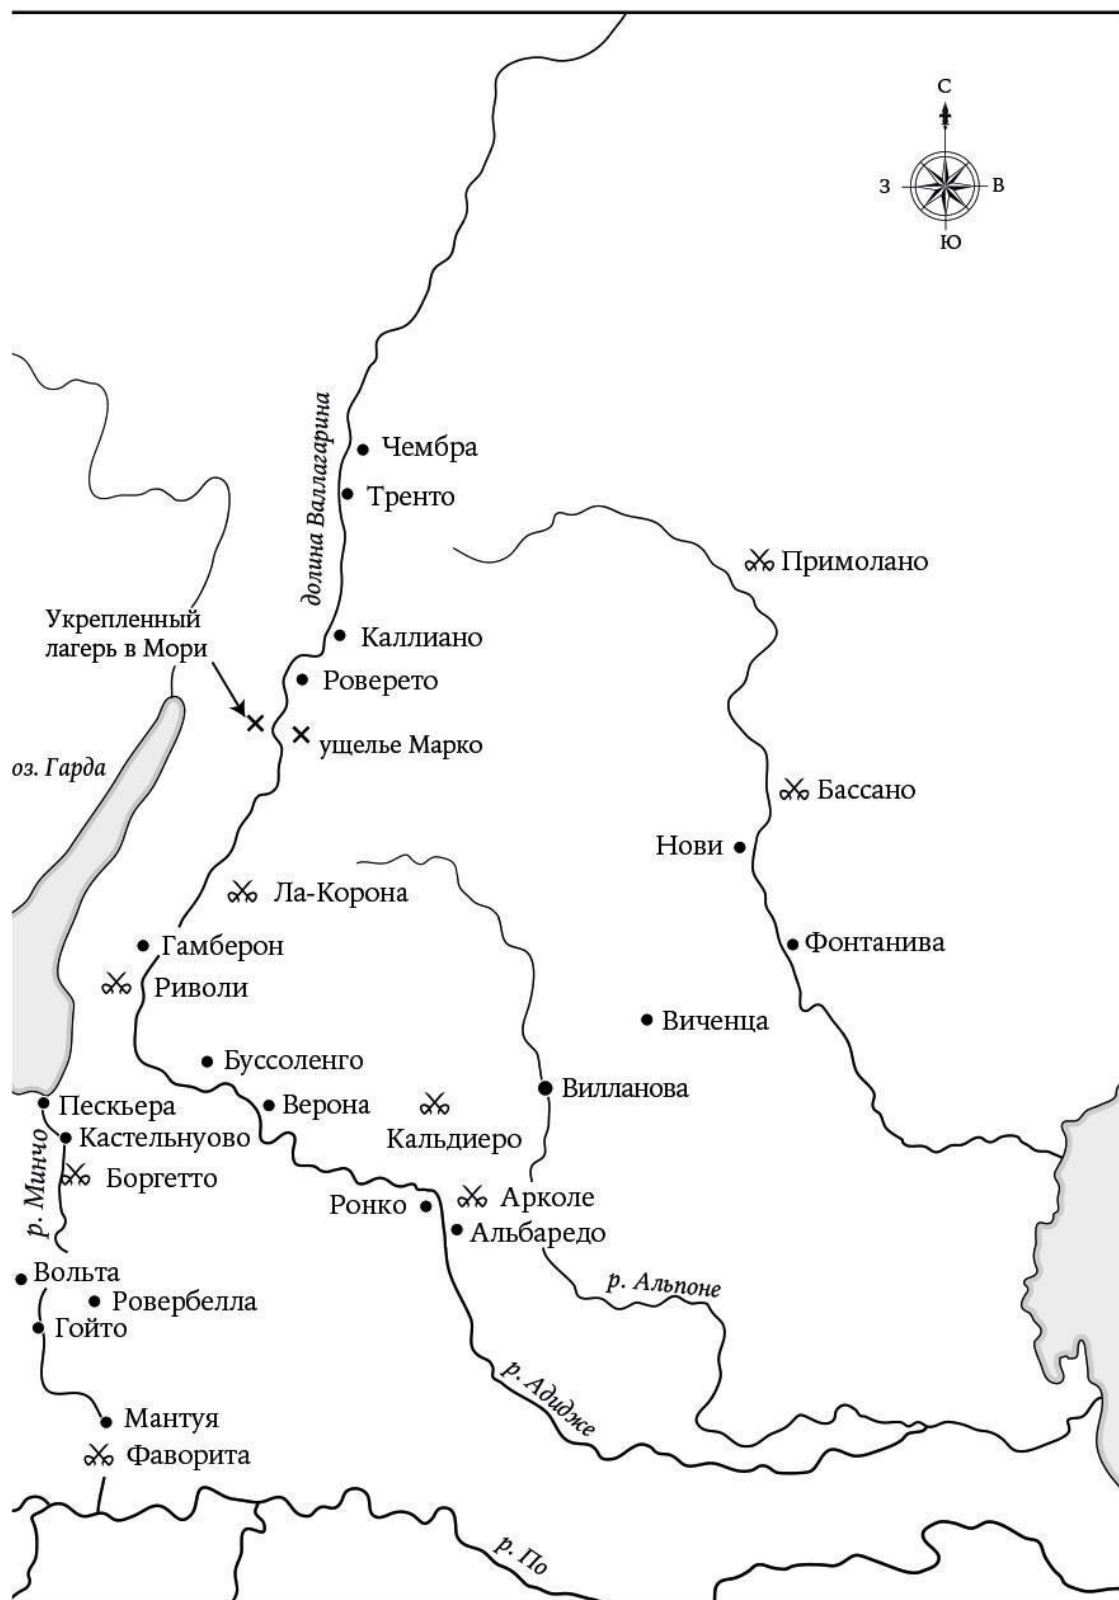 С
З
В
Ю
долина Валлагарина
Чембра
Тренто
Примолано
Укрепленный
лагерь в Мори
Каллиано
Роверето
ущелье Марко
оз. Гарда
Бассано
Нови
Ла-Корона
Гамберон
Фонтанива
Риволи
Виченца
Буссоленго
Вилланова
Пескьера
Верона
Кастельнуово
Кальдиеро
р. Минчо
Боргетто
Ронко
Арколе
Альбаредо
Вольта
р. Альпоне
Ровербелла
Гойто
р. Адидже
Мантуя
Фаворита
р. По